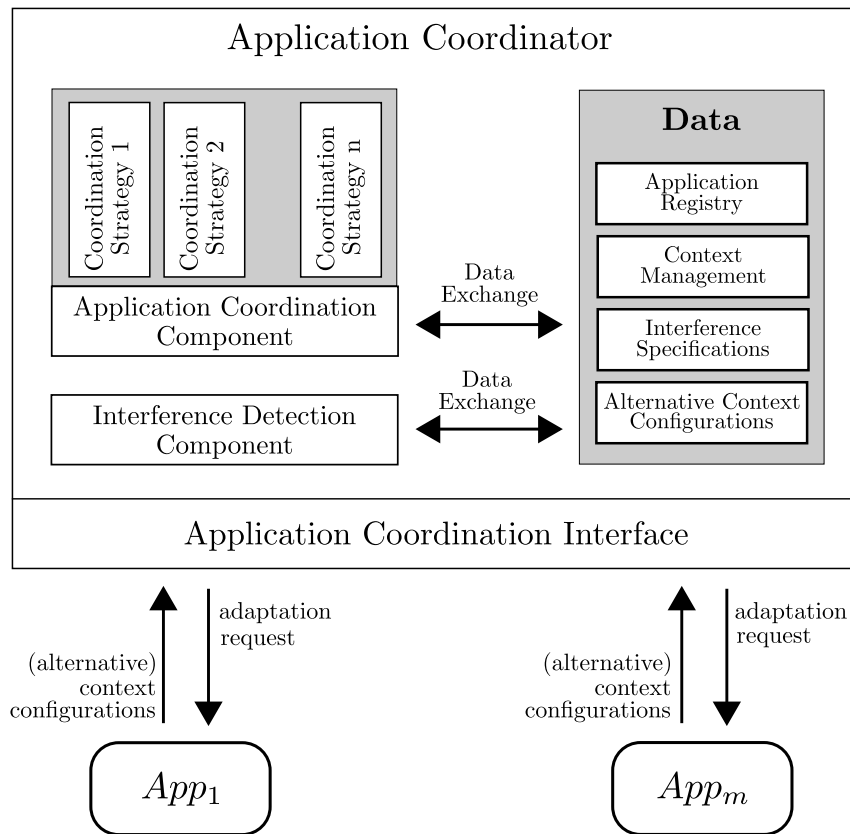 Application Coordinator
Coordination
Strategy 1
Coordination
Strategy 2
Coordination
Strategy n
Application Coordination
Component
Interference Detection
Component
Data
Exchange
Data
Exchange
Data
Application
Registry
Context
Management
Interference
Specifications
Alternative Context
Configurations
Application Coordination Interface
(alternative)
context
configurations
adaptation
request
(alternative)
context
configurations
adaptation
request
App₁
Appₘ